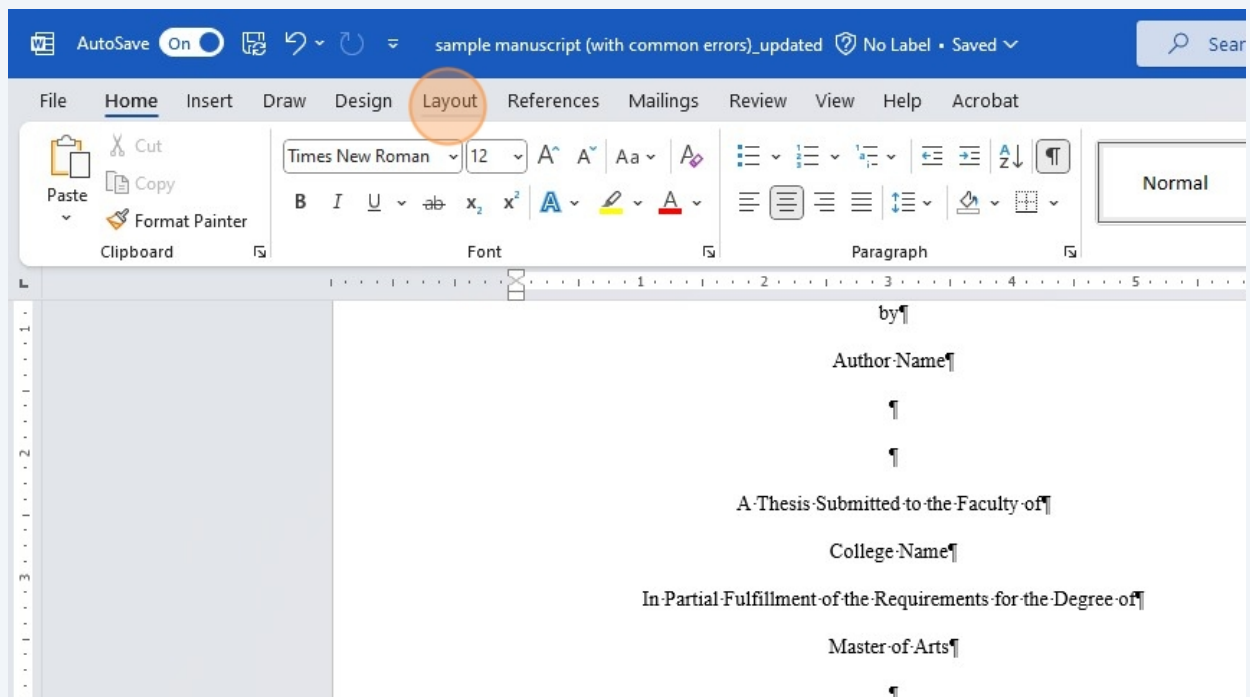 AutoSave On sample manuscript (with common errors)_updated No Label • Saved
File Home Insert Draw Design Layout References Mailings Review View Help Acrobat
Paste
Cut
Copy
Format Painter
Clipboard
Times New Roman 12 A^ A˅ Aa A
B I U ab x₂ x² A A
Font
A Z ¶
Paragraph
Normal
1 2 3 4 5
1
2
3
by¶
Author·Name¶
¶
¶
A·Thesis·Submitted·to·the·Faculty·of¶
College·Name¶
In·Partial·Fulfillment·of·the·Requirements·for·the·Degree·of¶
Master·of·Arts¶
¶